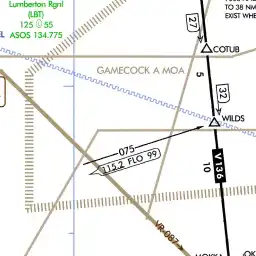 Lumberton Rgnl
(LBT)
125 55
ASOS 134.775
TO 38 NM
EXIST WHE
27
COTUB
GAMECOCK A MOA
5
32
WILDS
V136
075
115.2 FLO 99
10
VR-087